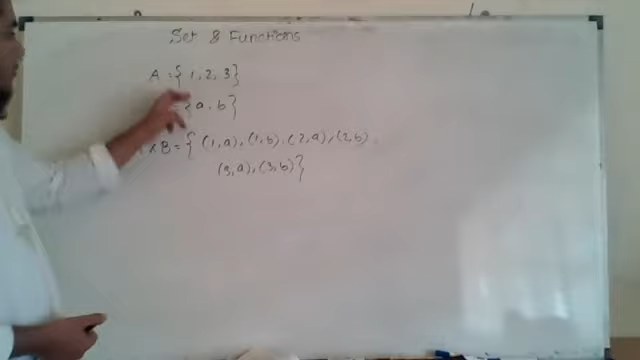 Set & Functions
A = { 1, 2, 3}
{a, b}
B = { (1, a), (1, b), (2, a), (2, b)
(3, a), (3, b)}